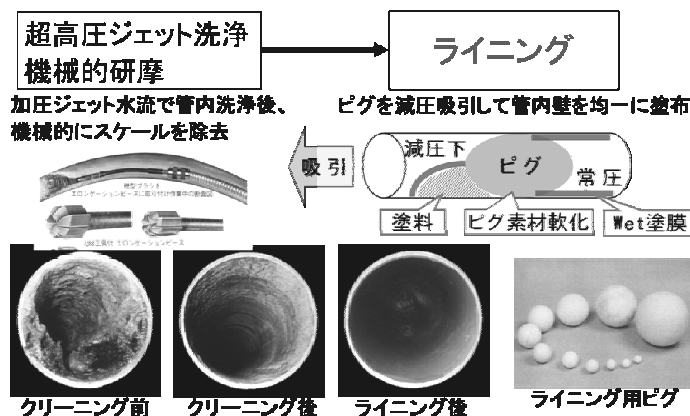 超高圧ジェット洗浄
機械的研摩
ライニング
加圧ジェット水流で管内洗浄後、
機械的にスケールを除去
ピグを減圧吸引して管内壁を均一に塗布
吸引
減圧下
ピグ
常圧
塗料
ピグ素材軟化
Wet塗膜
クリーニング前
クリーニング後
ライニング後
ライニング用ピグ